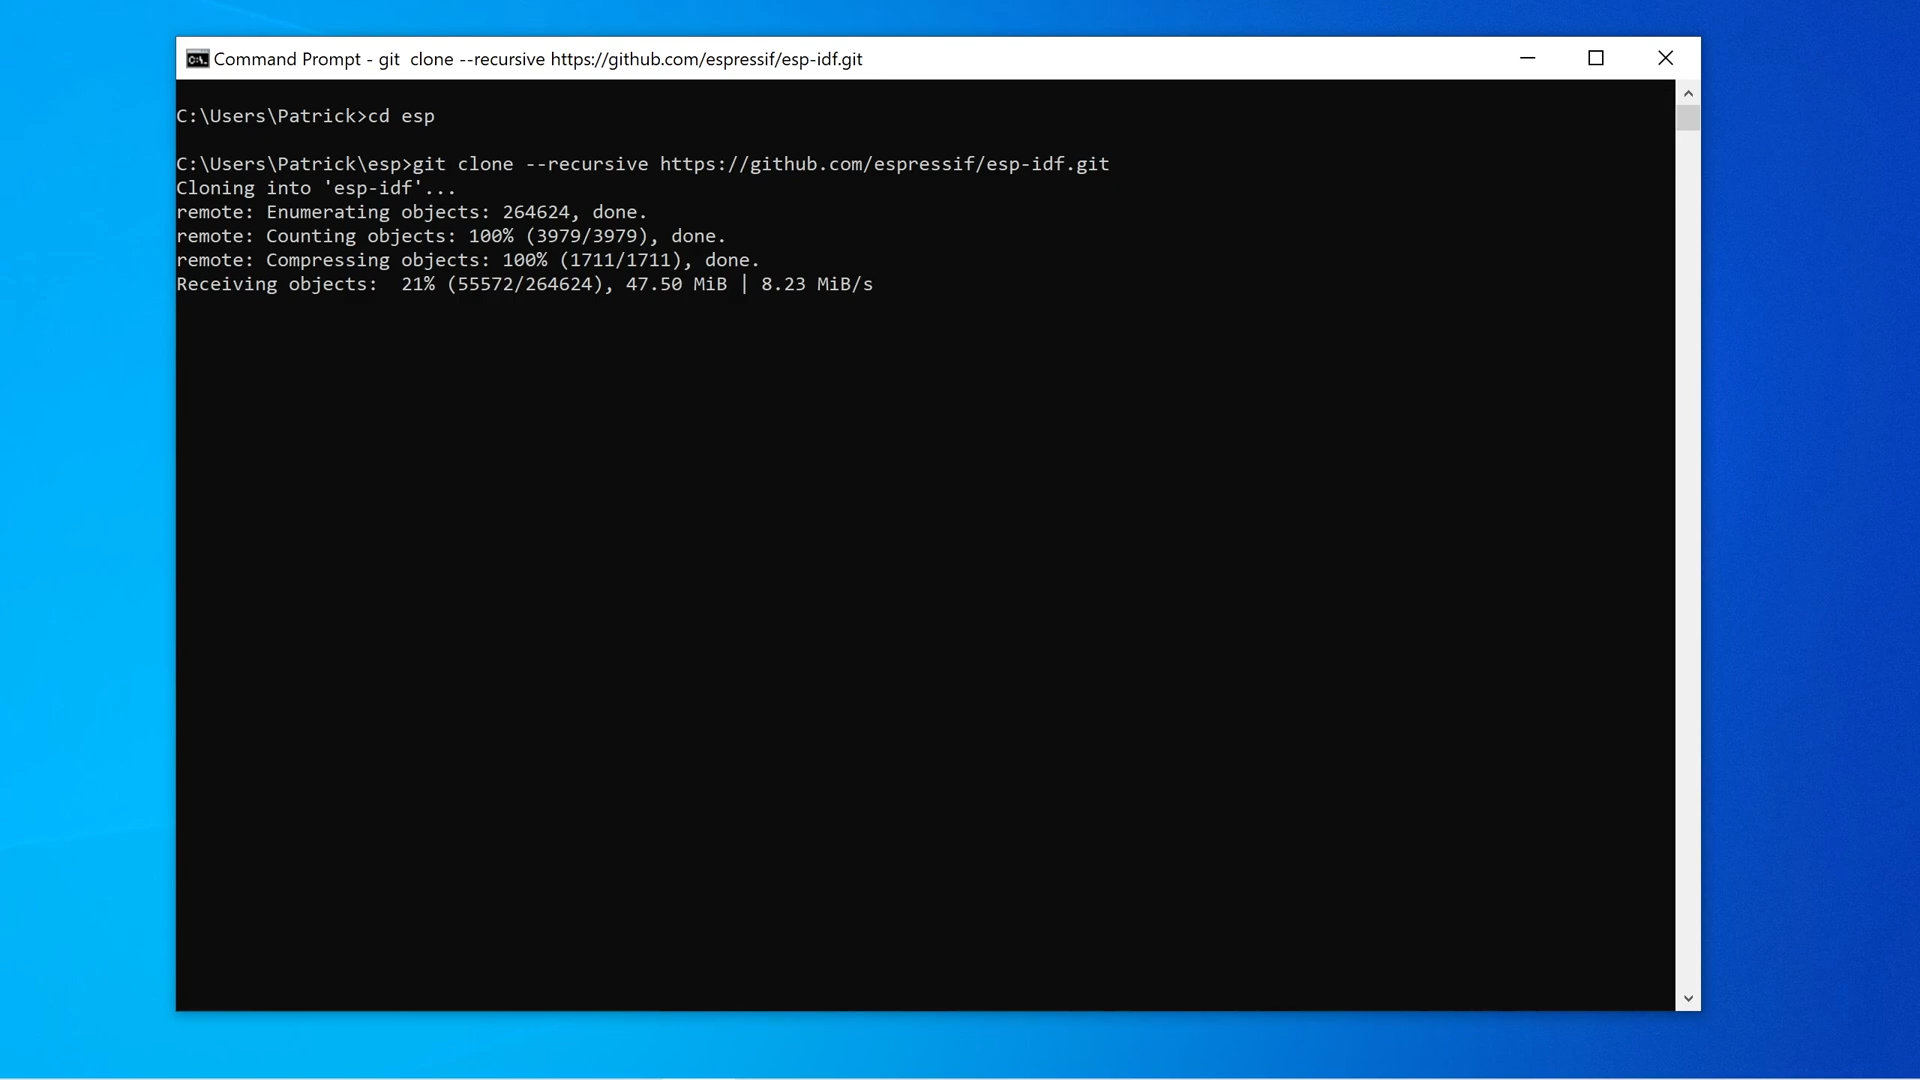 Command Prompt - git  clone --recursive https://github.com/espressif/esp-idf.git
C:\Users\Patrick>cd esp
C:\Users\Patrick\esp>git clone --recursive https://github.com/espressif/esp-idf.git
Cloning into 'esp-idf'...
remote: Enumerating objects: 264624, done.
remote: Counting objects: 100% (3979/3979), done.
remote: Compressing objects: 100% (1711/1711), done.
Receiving objects:  21% (55572/264624), 47.50 MiB | 8.23 MiB/s